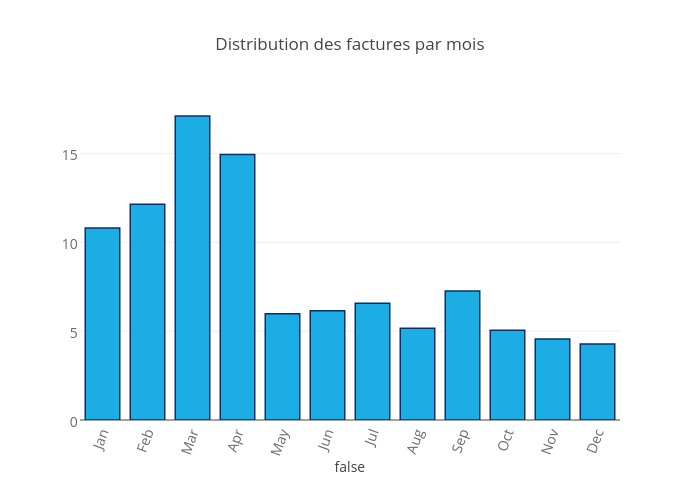 Distribution des factures par mois
15
10
5
0
Jan Feb Mar Apr May Jun Jul Aug Sep Oct Nov Dec
false